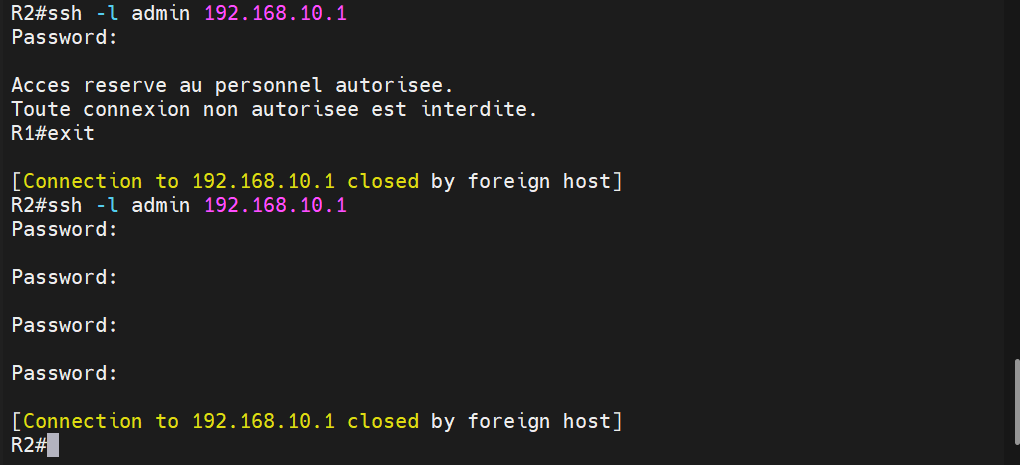 R2#ssh -l admin 192.168.10.1
Password:
Acces reserve au personnel autorisee.
Toute connexion non autorisee est interdite.
R1#exit
[Connection to 192.168.10.1 closed by foreign host]
R2#ssh -l admin 192.168.10.1
Password:
Password:
Password:
Password:
[Connection to 192.168.10.1 closed by foreign host]
R2#